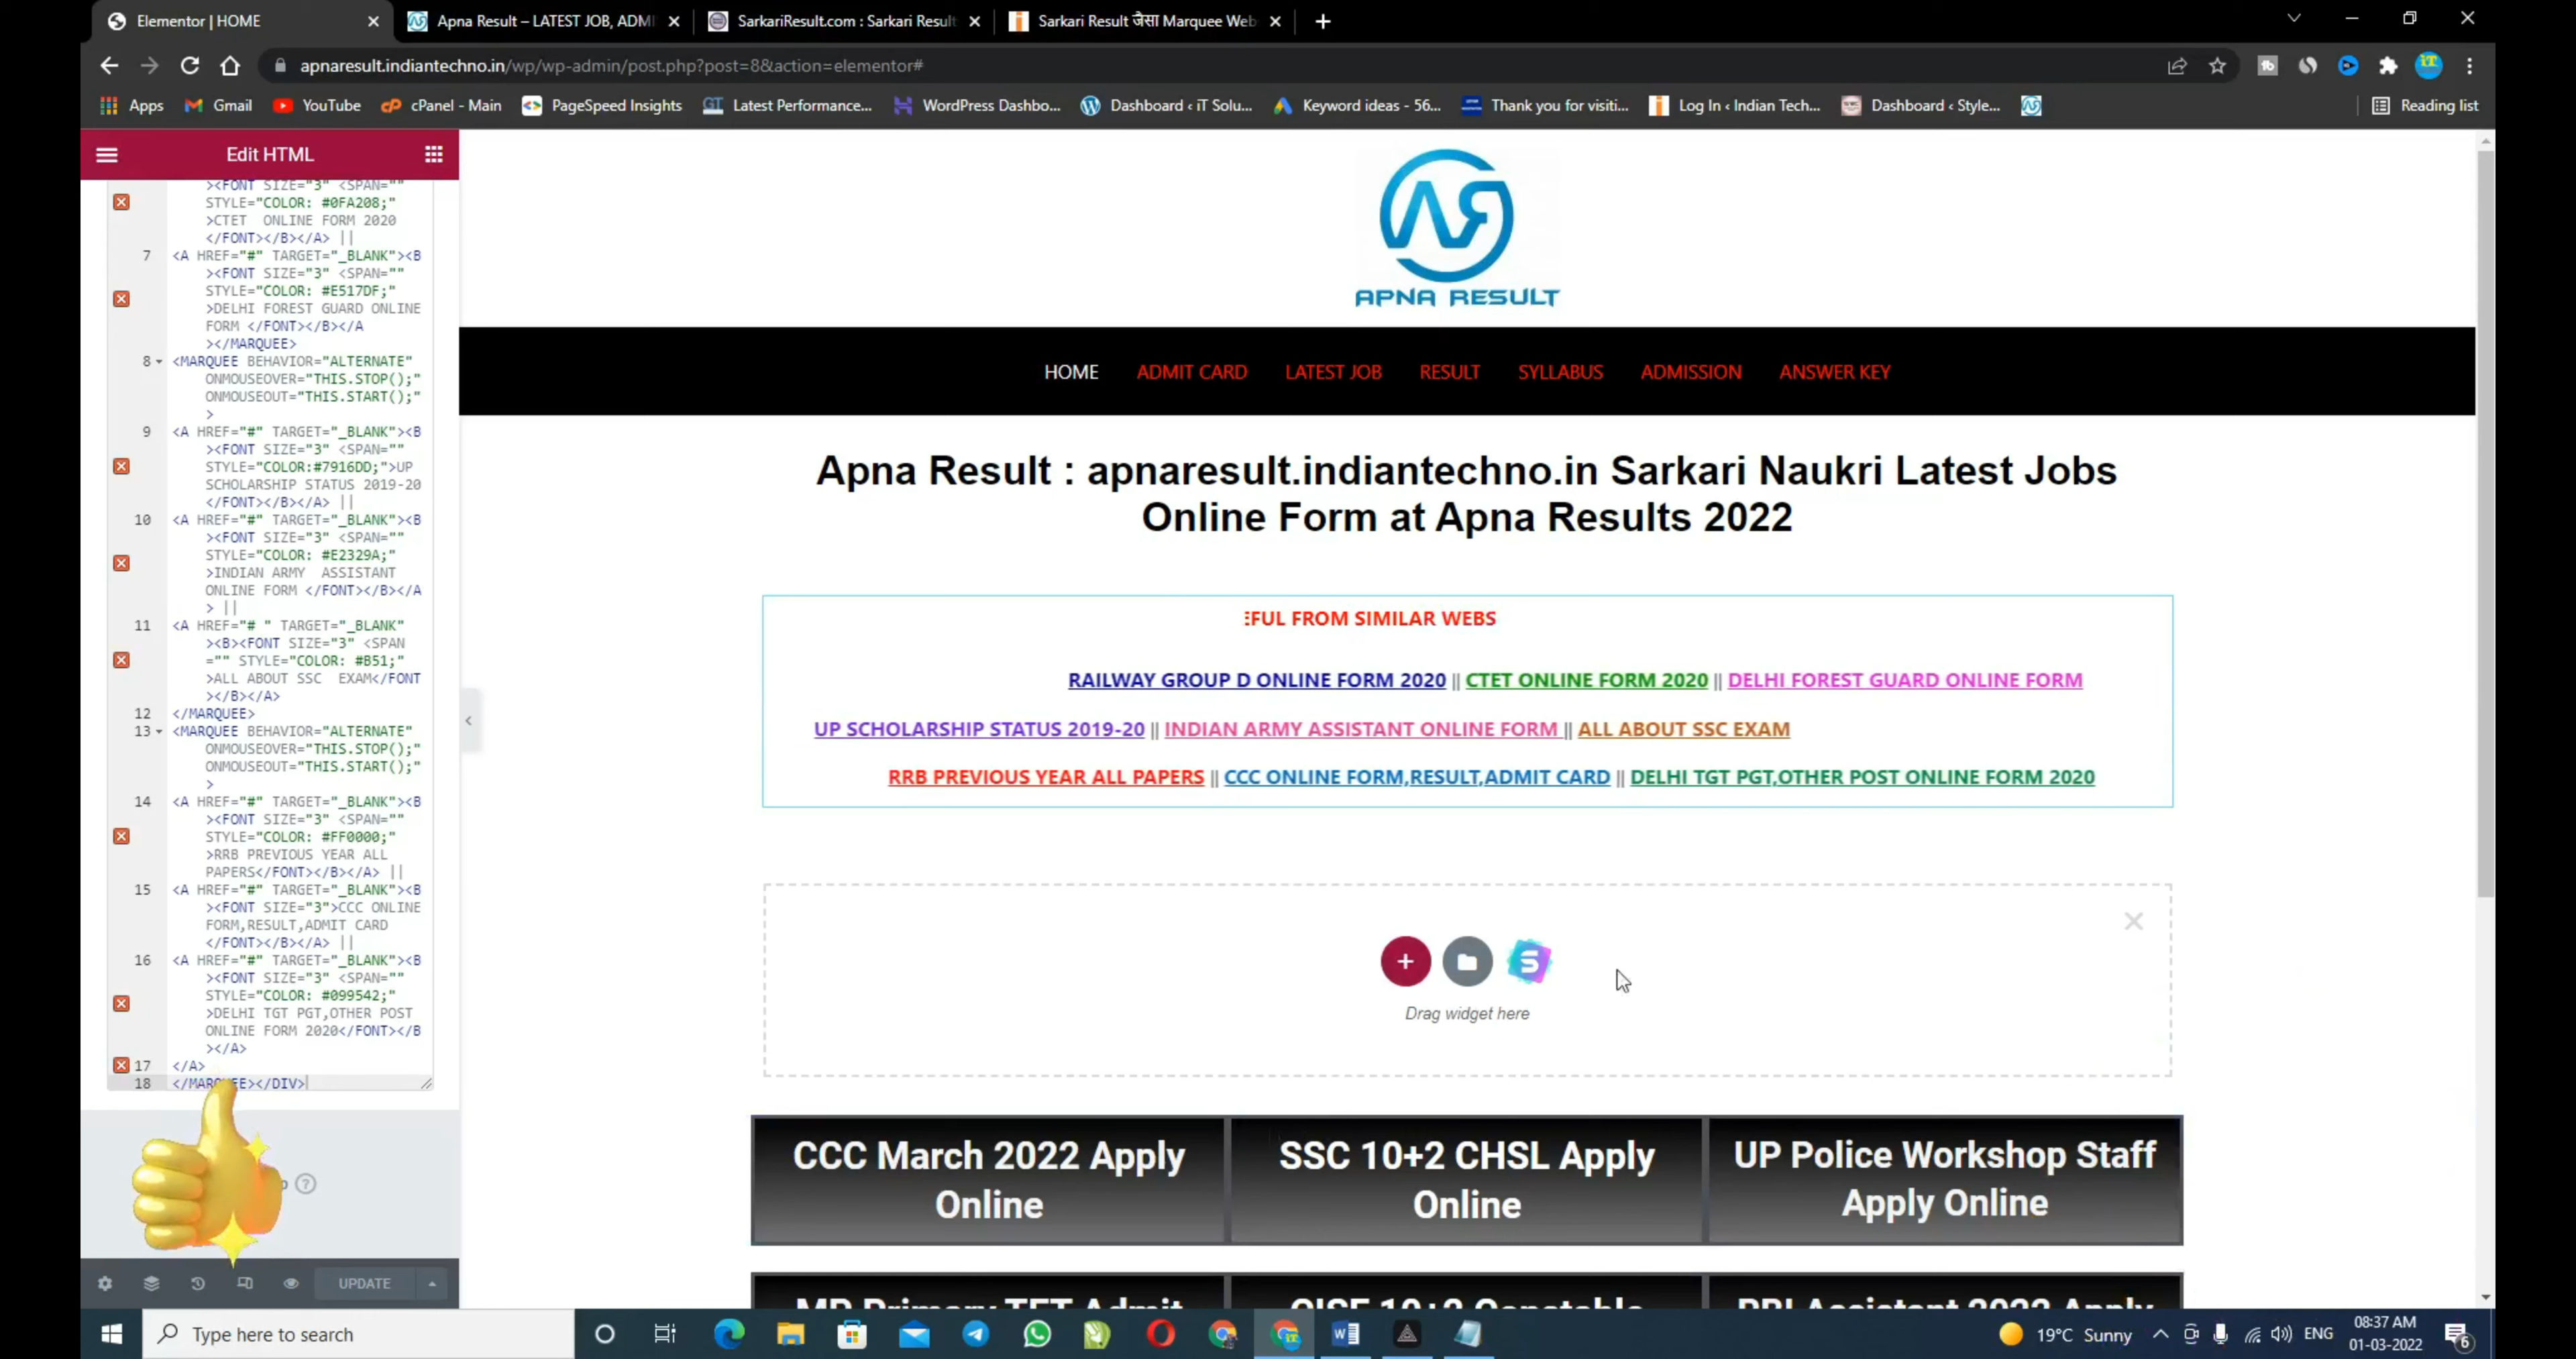 Elementor | HOME
Apna Result – LATEST JOB, ADMI
SarkariResult.com : Sarkari Result
Sarkari Result जैसा Marquee Web
apnaresult.indiantechno.in/wp/wp-admin/post.php?post=8&action=elementor#
Apps
Gmail
YouTube
cPanel - Main
PageSpeed Insights
Latest Performance...
WordPress Dashbo...
Dashboard ‹ iT Solu...
Keyword ideas - 56...
Thank you for visiti...
Log In ‹ Indian Tech...
Dashboard ‹ Style...
Reading list
Edit HTML
><FONT SIZE="3" <SPAN=""
STYLE="COLOR: #0FA208;"
>CTET  ONLINE FORM 2020
</FONT></B></A> ||
7 <A HREF="#" TARGET="_BLANK"><B
><FONT SIZE="3" <SPAN=""
STYLE="COLOR: #E517DF;"
>DELHI FOREST GUARD ONLINE
FORM </FONT></B></A
></MARQUEE>
8 <MARQUEE BEHAVIOR="ALTERNATE"
ONMOUSEOVER="THIS.STOP();"
ONMOUSEOUT="THIS.START();"
>
9 <A HREF="#" TARGET="_BLANK"><B
><FONT SIZE="3" <SPAN=""
STYLE="COLOR:#7916DD;">UP
SCHOLARSHIP STATUS 2019-20
</FONT></B></A> ||
10 <A HREF="#" TARGET="_BLANK"><B
><FONT SIZE="3" <SPAN=""
STYLE="COLOR: #E2329A;"
>INDIAN ARMY  ASSISTANT
ONLINE FORM </FONT></B></A
> ||
11 <A HREF="# " TARGET="_BLANK"
><B><FONT SIZE="3" <SPAN
="" STYLE="COLOR: #B51;"
>ALL ABOUT SSC  EXAM</FONT
></B></A>
12 </MARQUEE>
13 <MARQUEE BEHAVIOR="ALTERNATE"
ONMOUSEOVER="THIS.STOP();"
ONMOUSEOUT="THIS.START();"
>
14 <A HREF="#" TARGET="_BLANK"><B
><FONT SIZE="3" <SPAN=""
STYLE="COLOR: #FF0000;"
>RRB PREVIOUS YEAR ALL
PAPERS</FONT></B></A> ||
15 <A HREF="#" TARGET="_BLANK"><B
><FONT SIZE="3">CCC ONLINE
FORM,RESULT,ADMIT CARD
</FONT></B></A> ||
16 <A HREF="#" TARGET="_BLANK"><B
><FONT SIZE="3" <SPAN=""
STYLE="COLOR: #099542;"
>DELHI TGT PGT,OTHER POST
ONLINE FORM 2020</FONT></B
></A>
17 </A>
18 </MARQUEE></DIV>
UPDATE
APNA RESULT
HOME
ADMIT CARD
LATEST JOB
RESULT
SYLLABUS
ADMISSION
ANSWER KEY
Apna Result : apnaresult.indiantechno.in Sarkari Naukri Latest Jobs
Online Form at Apna Results 2022
FUL FROM SIMILAR WEBS
RAILWAY GROUP D ONLINE FORM 2020 || CTET ONLINE FORM 2020 || DELHI FOREST GUARD ONLINE FORM
UP SCHOLARSHIP STATUS 2019-20 || INDIAN ARMY ASSISTANT ONLINE FORM || ALL ABOUT SSC EXAM
RRB PREVIOUS YEAR ALL PAPERS || CCC ONLINE FORM,RESULT,ADMIT CARD || DELHI TGT PGT,OTHER POST ONLINE FORM 2020
Drag widget here
CCC March 2022 Apply
Online
SSC 10+2 CHSL Apply
Online
UP Police Workshop Staff
Apply Online
Type here to search
19°C Sunny
ENG
08:37 AM
01-03-2022
6